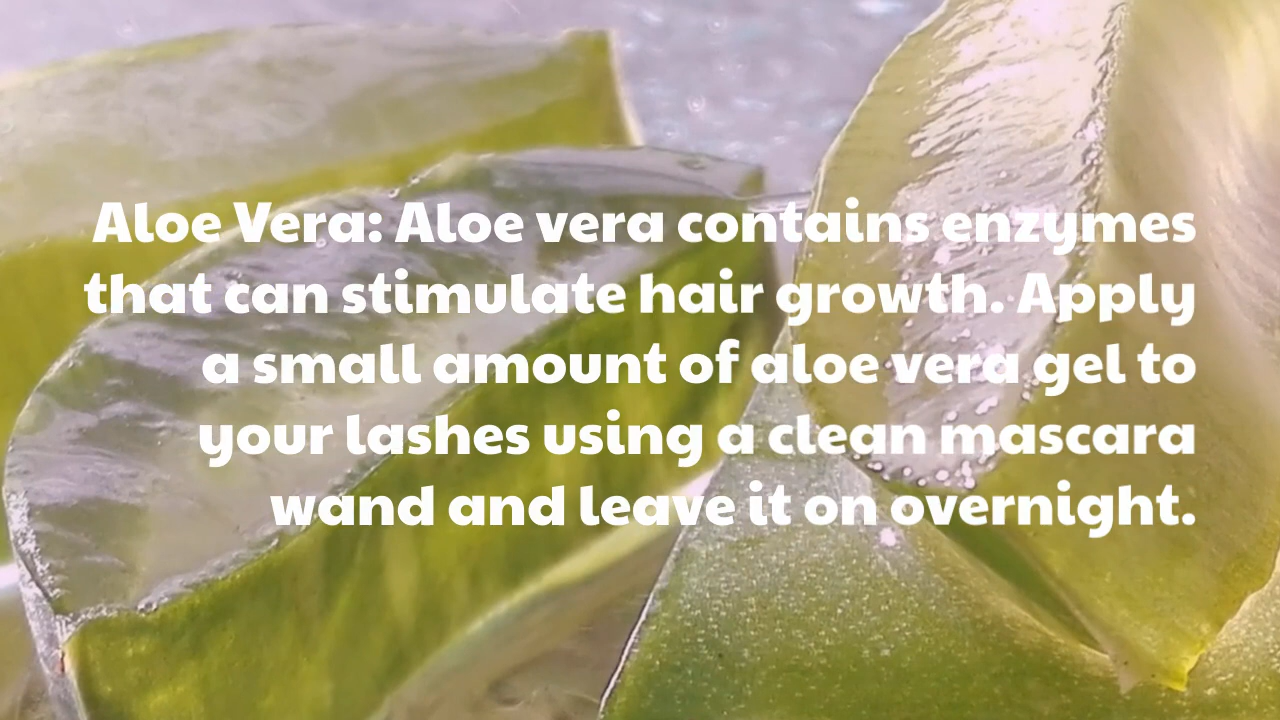 Aloe Vera: Aloe vera contains enzymes
that can stimulate hair growth. Apply
a small amount of aloe vera gel to
your lashes using a clean mascara
wand and leave it on overnight.